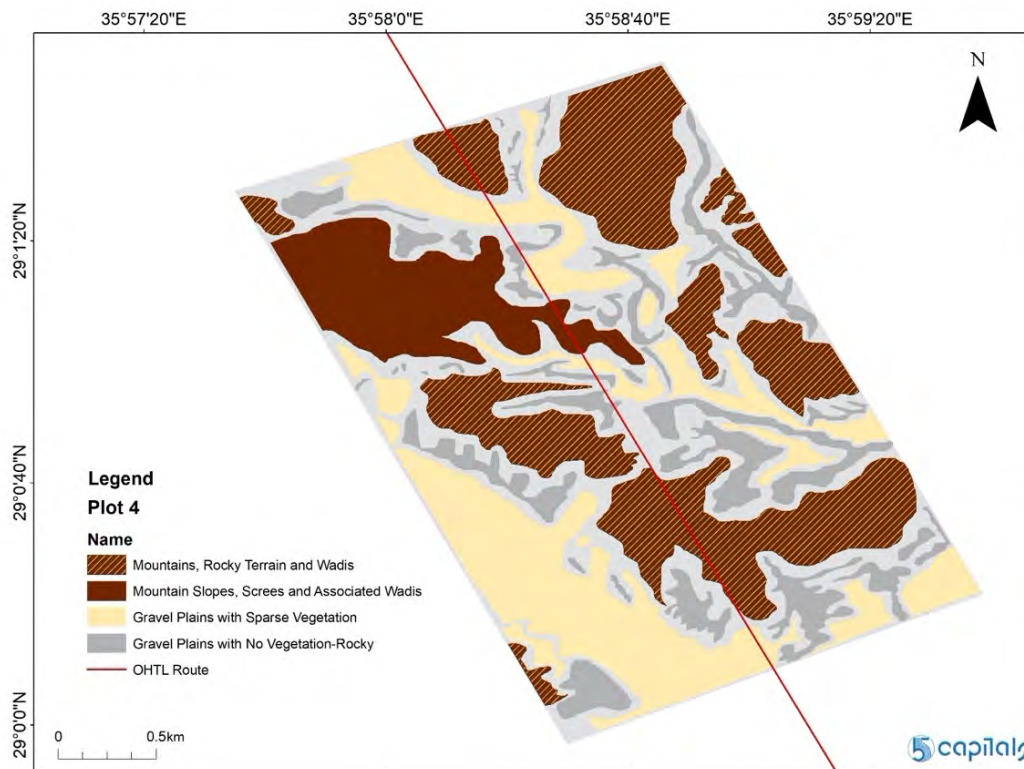 35°57'20"E 35°58'0"E 35°58'40"E 35°59'20"E
N
29°1'20"N
29°0'40"N
29°0'0"N
Legend
Plot 4
Name
Mountains, Rocky Terrain and Wadis
Mountain Slopes, Screes and Associated Wadis
Gravel Plains with Sparse Vegetation
Gravel Plains with No Vegetation-Rocky
OHTL Route
0 0.5km
5 capitals